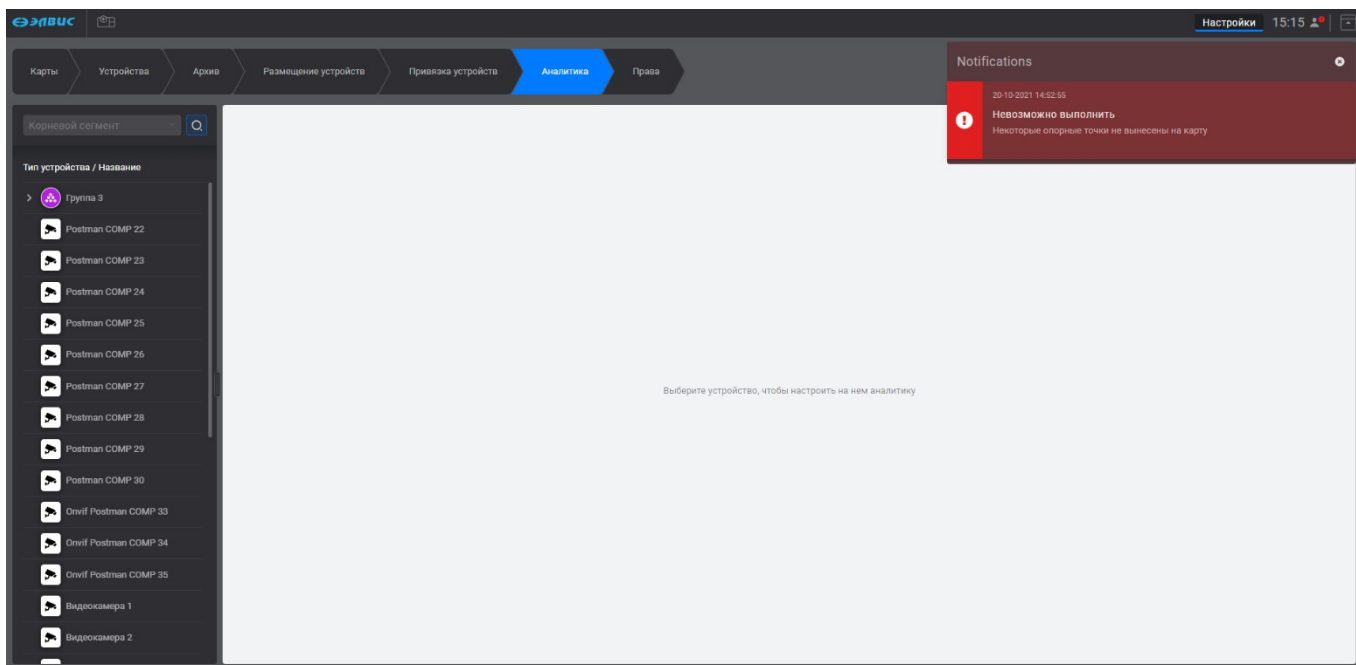 ЭЛВИС
Настройки 15:15
Карты Устройства Архив Размещение устройств Привязка устройств Аналитика Права
Notifications
20-10-2021 14:52:55
Невозможно выполнить
Некоторые опорные точки не вынесены на карту
Корневой сегмент
Тип устройства / Название
Группа 3
Postman COMP 22
Postman COMP 23
Postman COMP 24
Postman COMP 25
Postman COMP 26
Postman COMP 27
Выберите устройство, чтобы настроить на нем аналитику
Postman COMP 28
Postman COMP 29
Postman COMP 30
Onvif Postman COMP 33
Onvif Postman COMP 34
Onvif Postman COMP 35
Видеокамера 1
Видеокамера 2